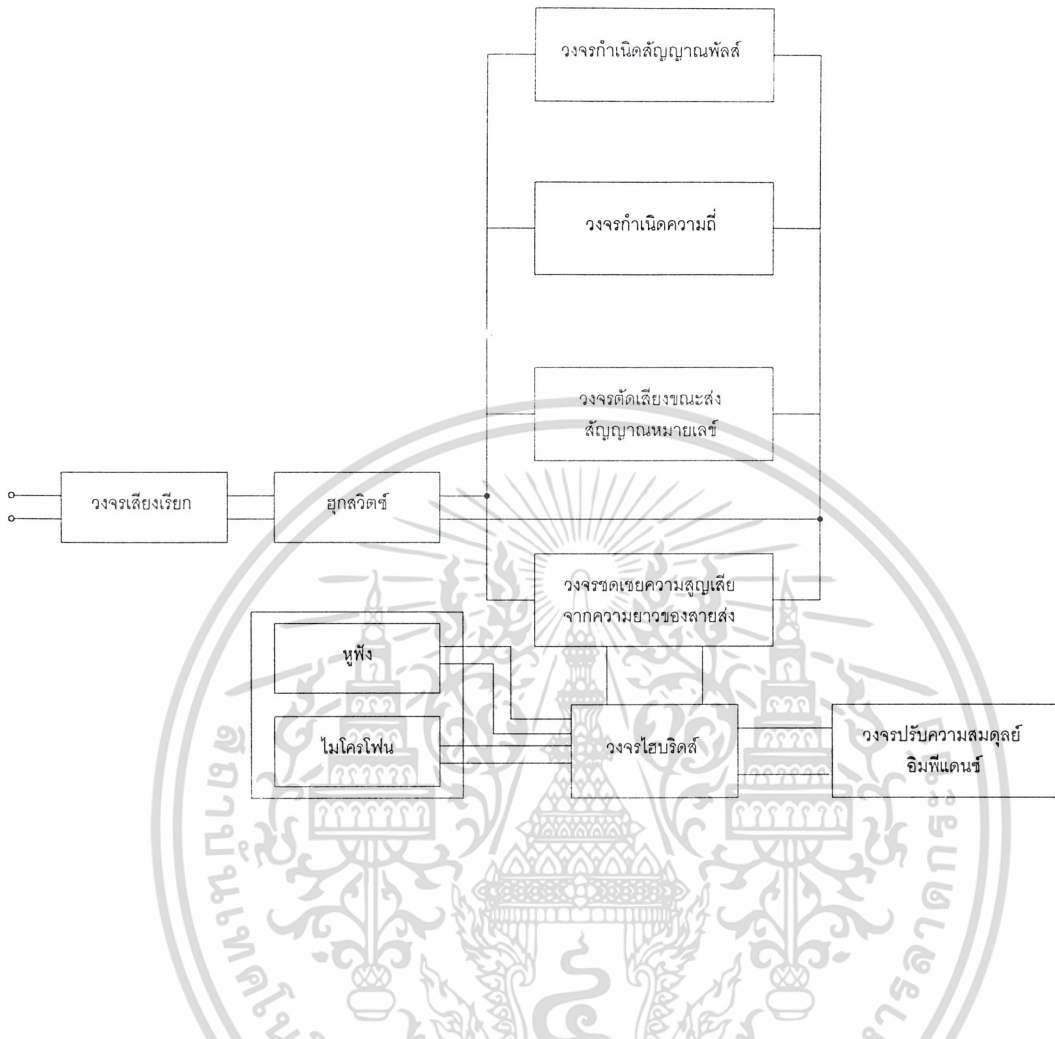 วงจรกำเนิดสัญญาณพัลส์
วงจรกำเนิดความถี่
วงจรตัดเสียงขณะส่ง
สัญญาณหมายเลข
วงจรเสียงเรียก
ฮุกสวิตซ์
วงจรชดเชยความสูญเสีย
จากความยาวของสายส่ง
หูฟัง
ไมโครโฟน
วงจรไฮบริดส์
วงจรปรับความสมดุลย์
อิมพีแดนซ์